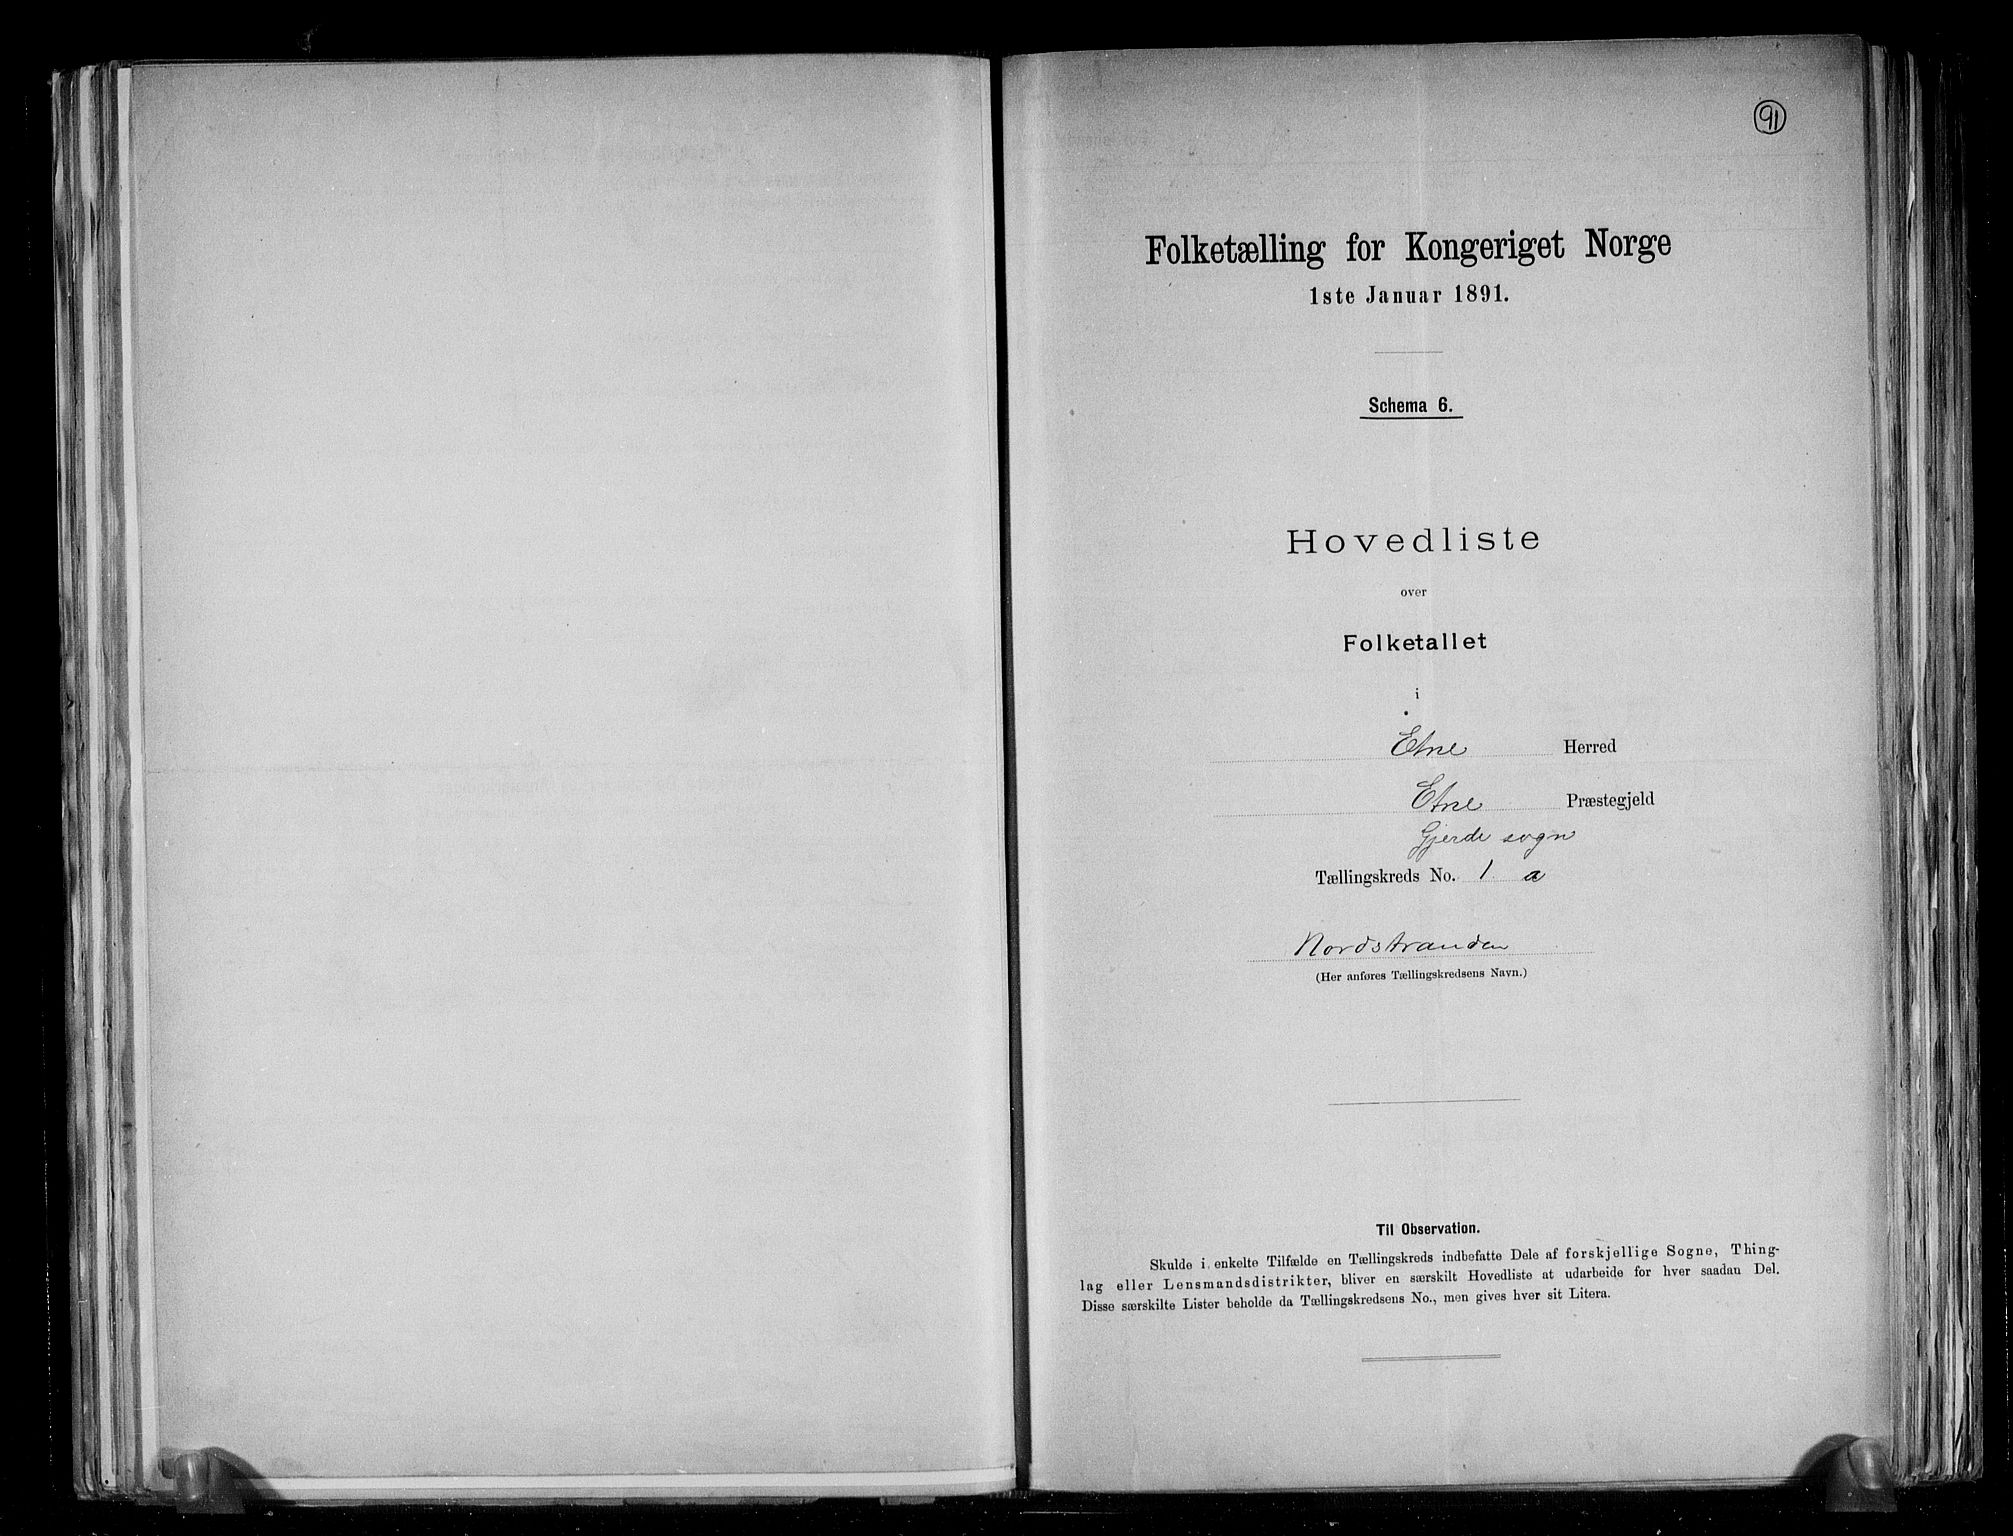 91
Folketælling for Kongeriget Norge
1ste Januar 1891.
Schema 6.
Hovedliste
over
Folketallet
i
Etne Herred
Etne Præstegjeld
Gjerde sogn
Tællingskreds No. 1 a
Nordstranden
(Her anføres Tællingskredsens Navn.)
Til Observation.
Skulde i enkelte Tilfælde en Tællingskreds indbefatte Dele af forskjellige Sogne, Thing-
lag eller Lensmandsdistrikter, bliver en særskilt Hovedliste at udarbeide for hver saadan Del.
Disse særskilte Lister beholde da Tællingskredsens No., men gives hver sit Litera.